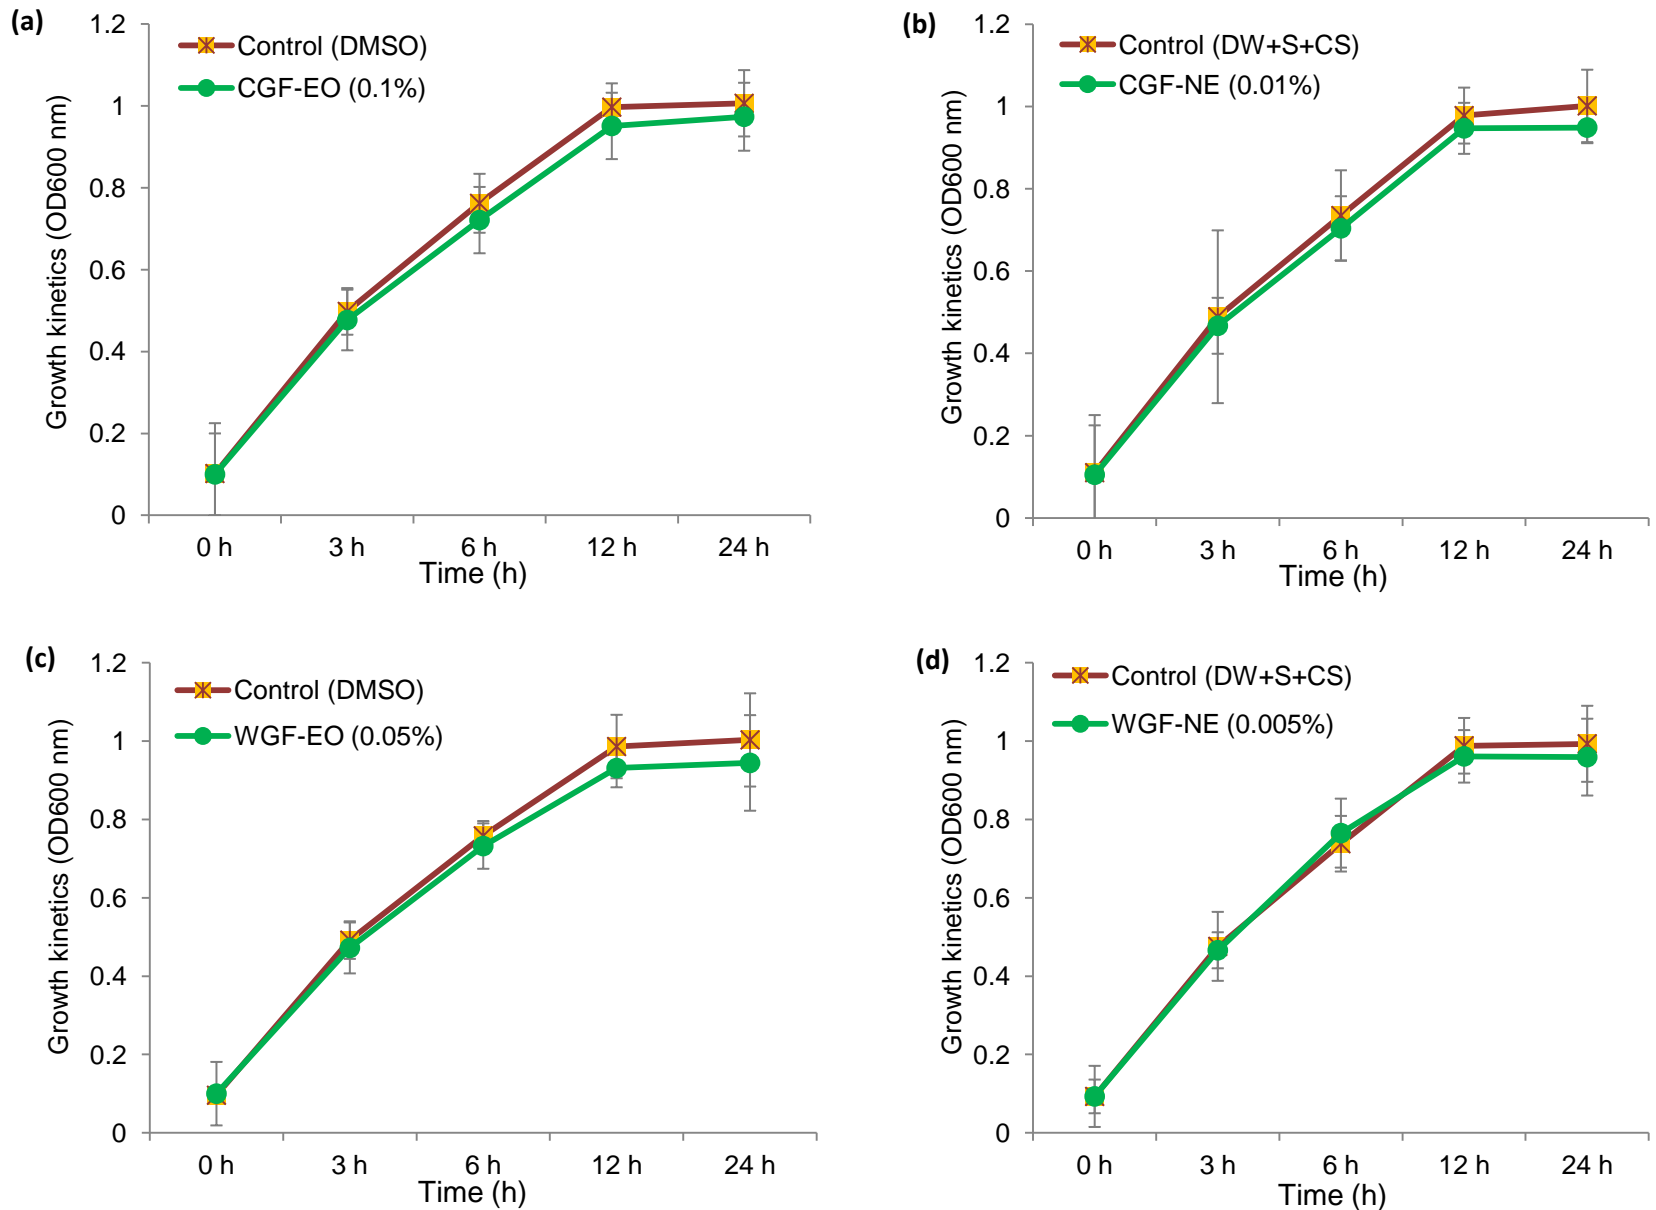 (a)
Control (DMSO)
CGF-EO (0.1%)
Growth kinetics (OD600 nm)
1.2
1
0.8
0.6
0.4
0.2
0
0 h 3 h 6 h 12 h 24 h
Time (h)
(b)
Control (DW+S+CS)
CGF-NE (0.01%)
Growth kinetics (OD600 nm)
1.2
1
0.8
0.6
0.4
0.2
0
0 h 3 h 6 h 12 h 24 h
Time (h)
(c)
Control (DMSO)
WGF-EO (0.05%)
Growth kinetics (OD600 nm)
1.2
1
0.8
0.6
0.4
0.2
0
0 h 3 h 6 h 12 h 24 h
Time (h)
(d)
Control (DW+S+CS)
WGF-NE (0.005%)
Growth kinetics (OD600 nm)
1.2
1
0.8
0.6
0.4
0.2
0
0 h 3 h 6 h 12 h 24 h
Time (h)